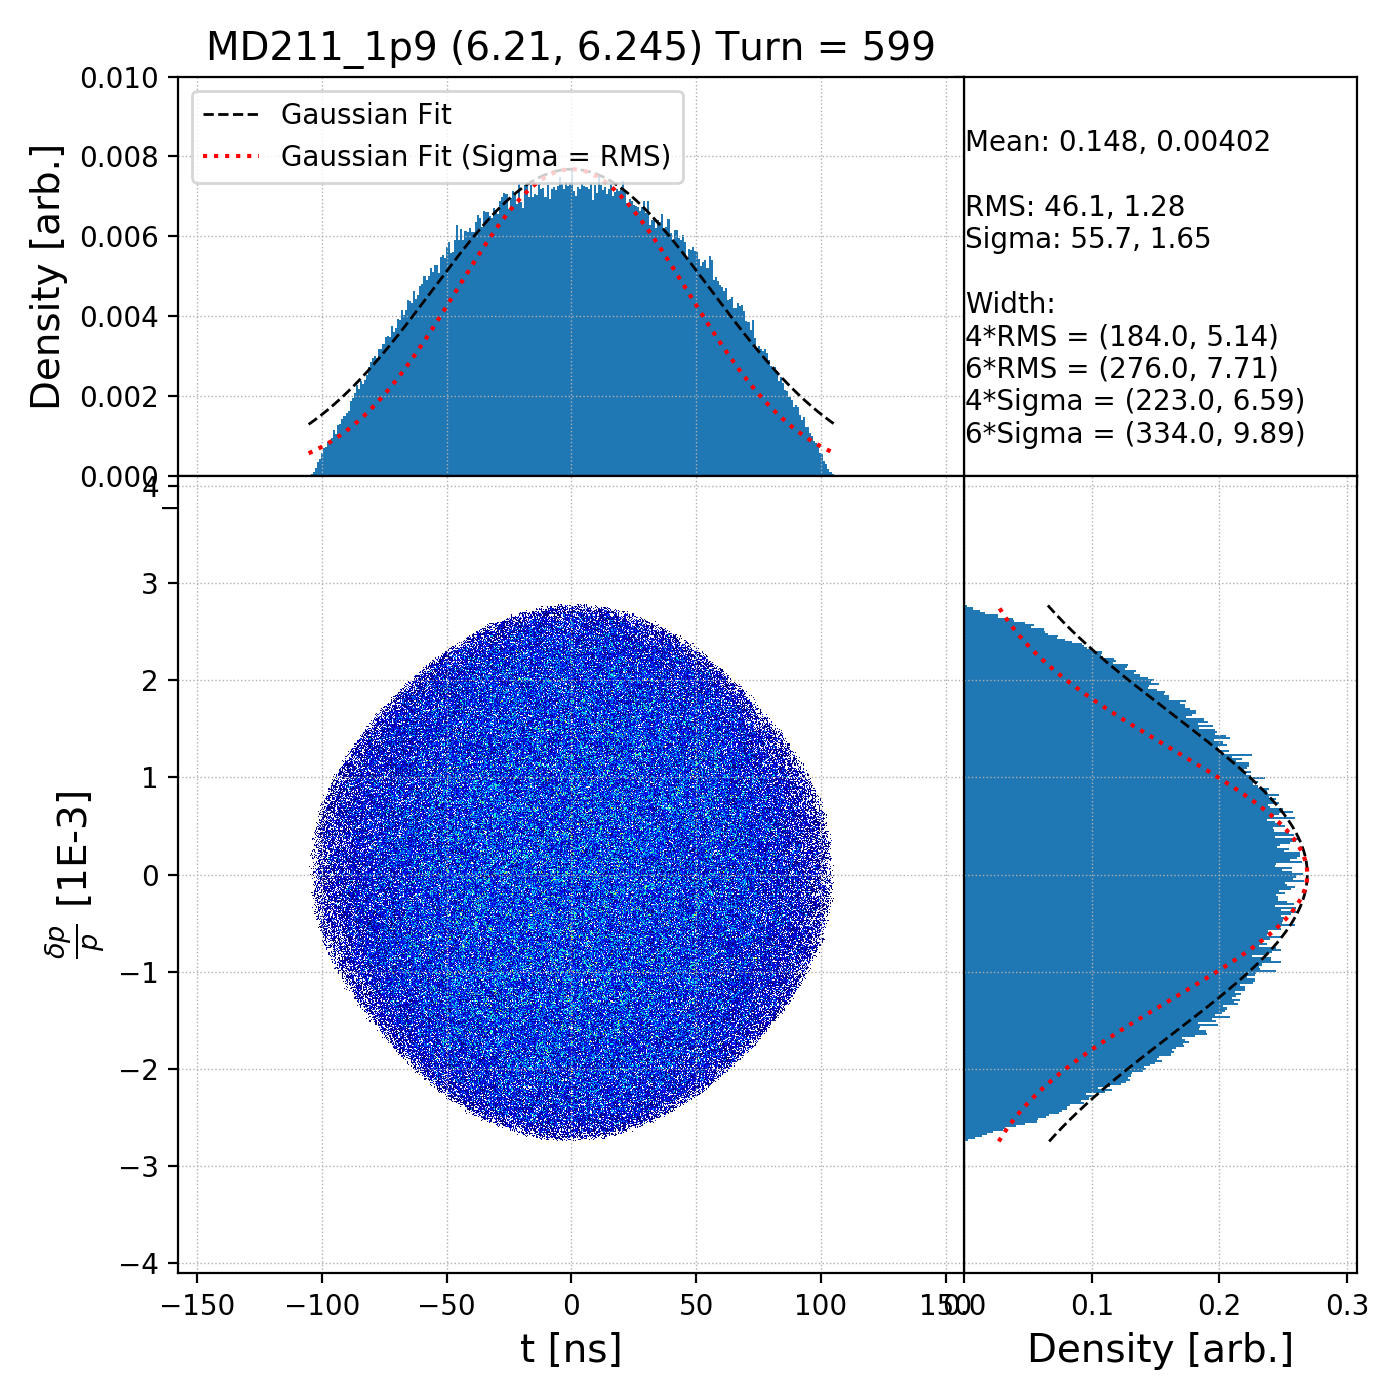 MD211_1p9 (6.21, 6.245) Turn = 599
0.010
0.008
0.006
0.004
0.002
0.000
Density [arb.]
Gaussian Fit
Gaussian Fit (Sigma = RMS)
Mean: 0.148, 0.00402
RMS: 46.1, 1.28
Sigma: 55.7, 1.65
Width:
4*RMS = (184.0, 5.14)
6*RMS = (276.0, 7.71)
4*Sigma = (223.0, 6.59)
6*Sigma = (334.0, 9.89)
4
3
2
1
0
−1
−2
−3
−4
δp/p [1E-3]
−150 −100 −50 0 50 100 150
t [ns]
0.0 0.1 0.2 0.3
Density [arb.]